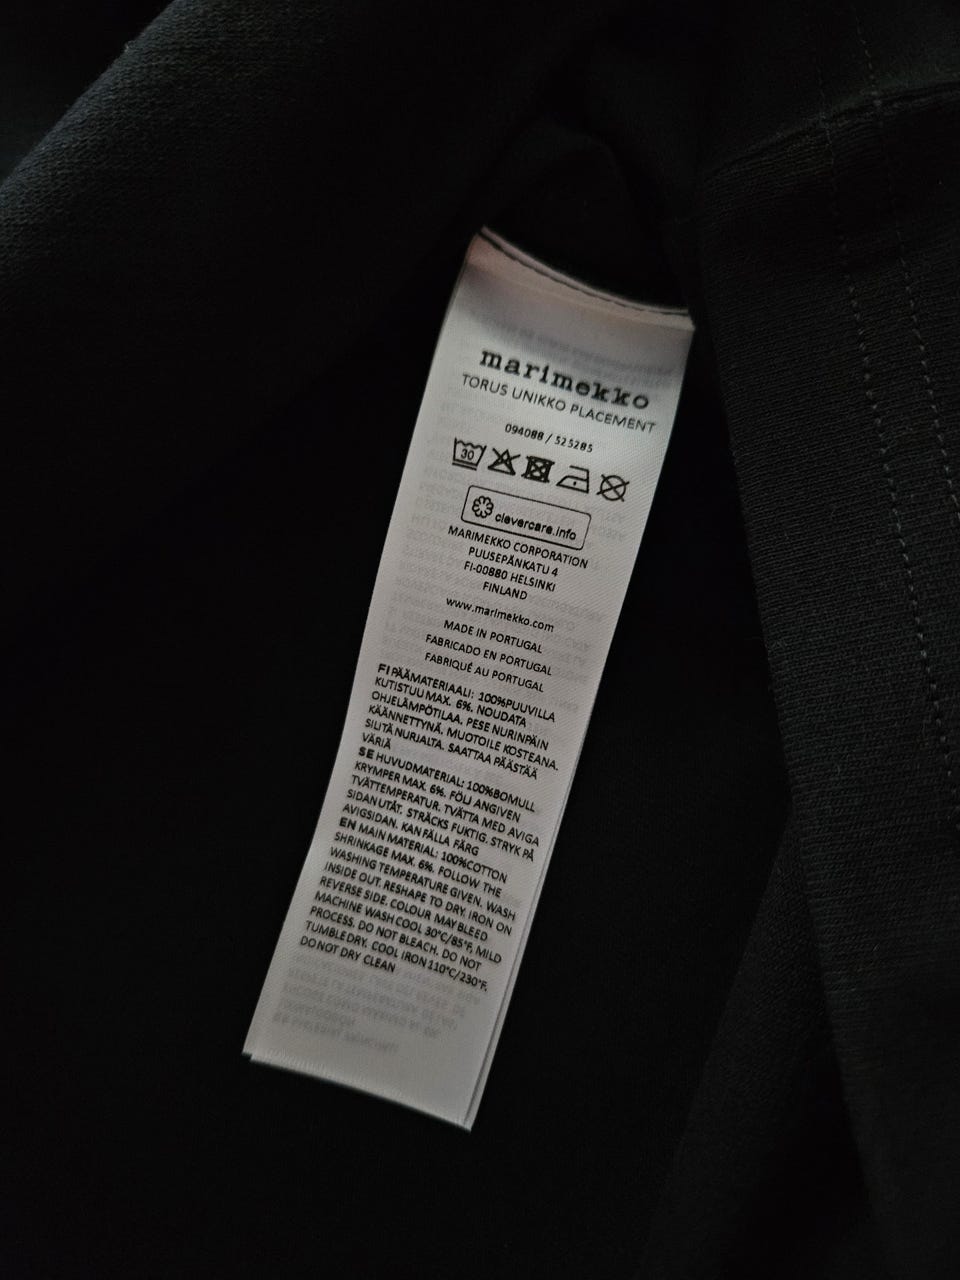 marimekko
TORUS UNIKKO PLACEMENT
094088 / 525285
30
clevercare.info
MARIMEKKO CORPORATION
PUUSEPÄNKATU 4
FI-00880 HELSINKI
FINLAND
www.marimekko.com
MADE IN PORTUGAL
FABRICADO EN PORTUGAL
FABRIQUÉ AU PORTUGAL
FI PÄÄMATERIAALI: 100%PUUVILLA
KUTISTUU MAX. 6%. NOUDATA
OHJELÄMPÖTILAA. PESE NURINPÄIN
KÄÄNNETTYNÄ. MUOTOILE KOSTEANA.
SILITÄ NURJALTA. SAATTAA PÄÄSTÄÄ
VÄRIÄ
SE HUVUDMATERIAL: 100%BOMULL
KRYMPER MAX. 6%. FÖLJ ANGIVEN
TVÄTTEMPERATUR. TVÄTTA MED AVIGA
SIDAN UTÅT. STRÄCKS FUKTIG. STRYK PÅ
AVIGSIDAN. KAN FÄLLA FÄRG
EN MAIN MATERIAL: 100%COTTON
SHRINKAGE MAX. 6%. FOLLOW THE
WASHING TEMPERATURE GIVEN. WASH
INSIDE OUT. RESHAPE TO DRY. IRON ON
REVERSE SIDE. COLOUR MAY BLEED
MACHINE WASH COOL 30°C/85°F, MILD
PROCESS. DO NOT BLEACH. DO NOT
TUMBLE DRY. COOL IRON 110°C/230°F.
DO NOT DRY CLEAN